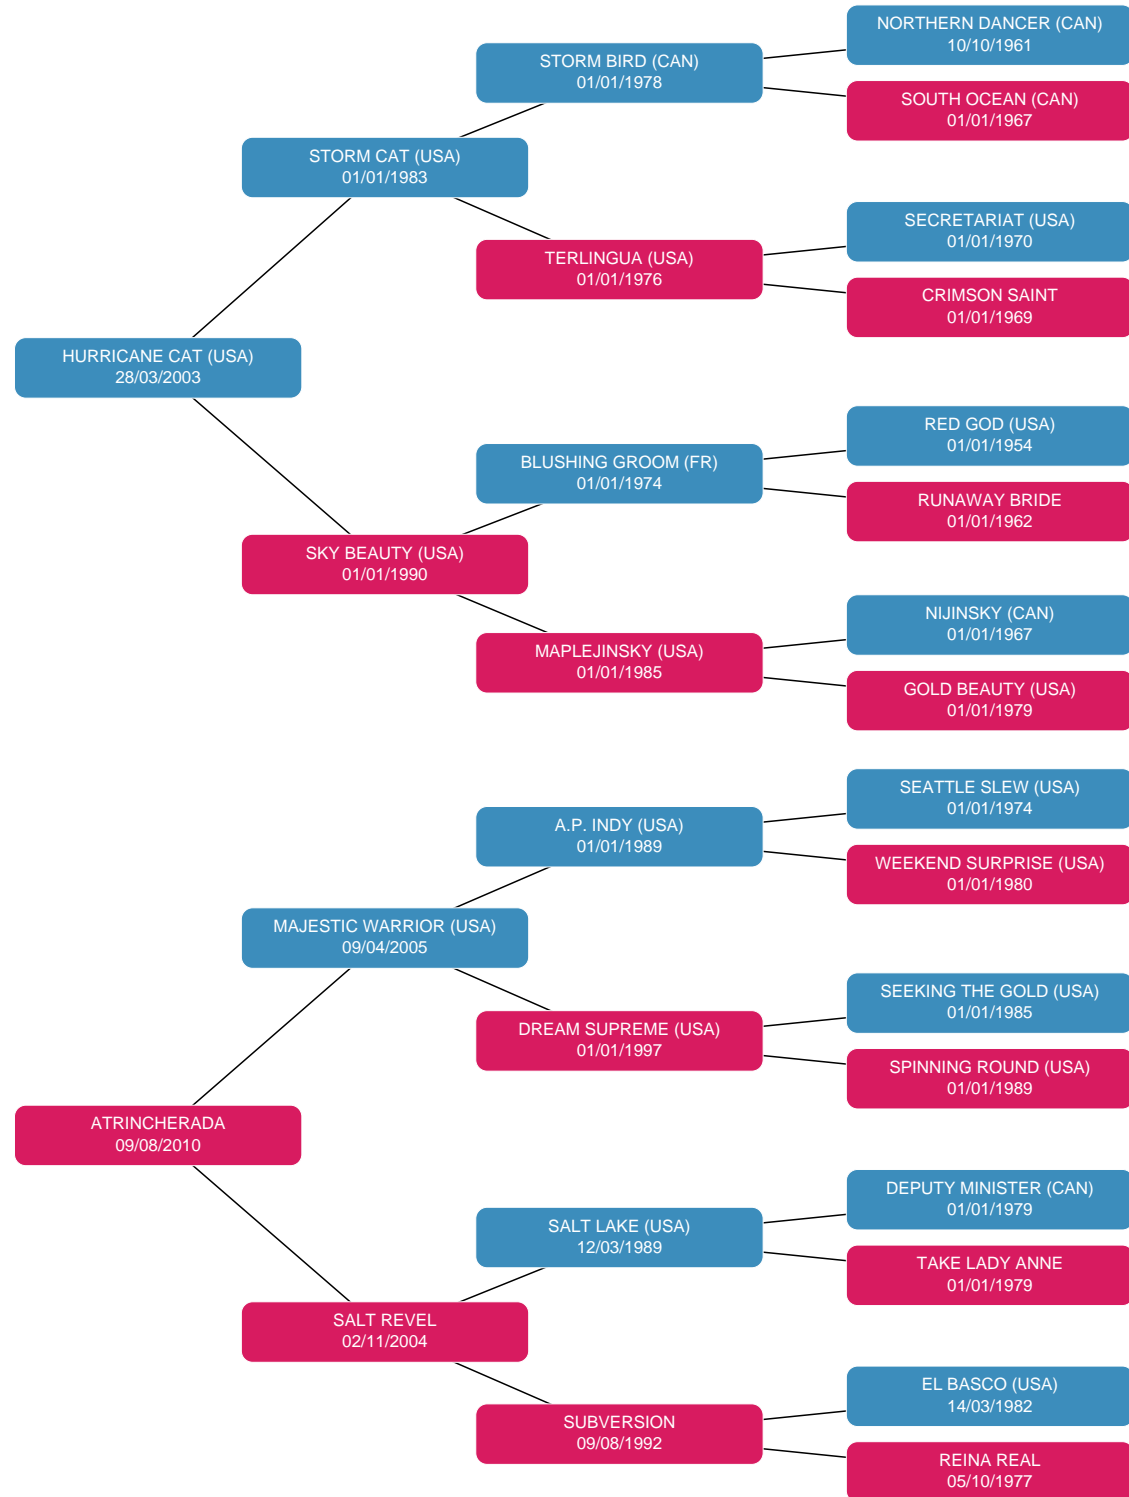 NORTHERN DANCER (CAN)
10/10/1961
STORM BIRD (CAN)
01/01/1978
SOUTH OCEAN (CAN)
01/01/1967
STORM CAT (USA)
01/01/1983
SECRETARIAT (USA)
01/01/1970
TERLINGUA (USA)
01/01/1976
CRIMSON SAINT
01/01/1969
HURRICANE CAT (USA)
28/03/2003
RED GOD (USA)
01/01/1954
BLUSHING GROOM (FR)
01/01/1974
RUNAWAY BRIDE
01/01/1962
SKY BEAUTY (USA)
01/01/1990
NIJINSKY (CAN)
01/01/1967
MAPLEJINSKY (USA)
01/01/1985
GOLD BEAUTY (USA)
01/01/1979
SEATTLE SLEW (USA)
01/01/1974
A.P. INDY (USA)
01/01/1989
WEEKEND SURPRISE (USA)
01/01/1980
MAJESTIC WARRIOR (USA)
09/04/2005
SEEKING THE GOLD (USA)
01/01/1985
DREAM SUPREME (USA)
01/01/1997
SPINNING ROUND (USA)
01/01/1989
ATRINCHERADA
09/08/2010
DEPUTY MINISTER (CAN)
01/01/1979
SALT LAKE (USA)
12/03/1989
TAKE LADY ANNE
01/01/1979
SALT REVEL
02/11/2004
EL BASCO (USA)
14/03/1982
SUBVERSION
09/08/1992
REINA REAL
05/10/1977